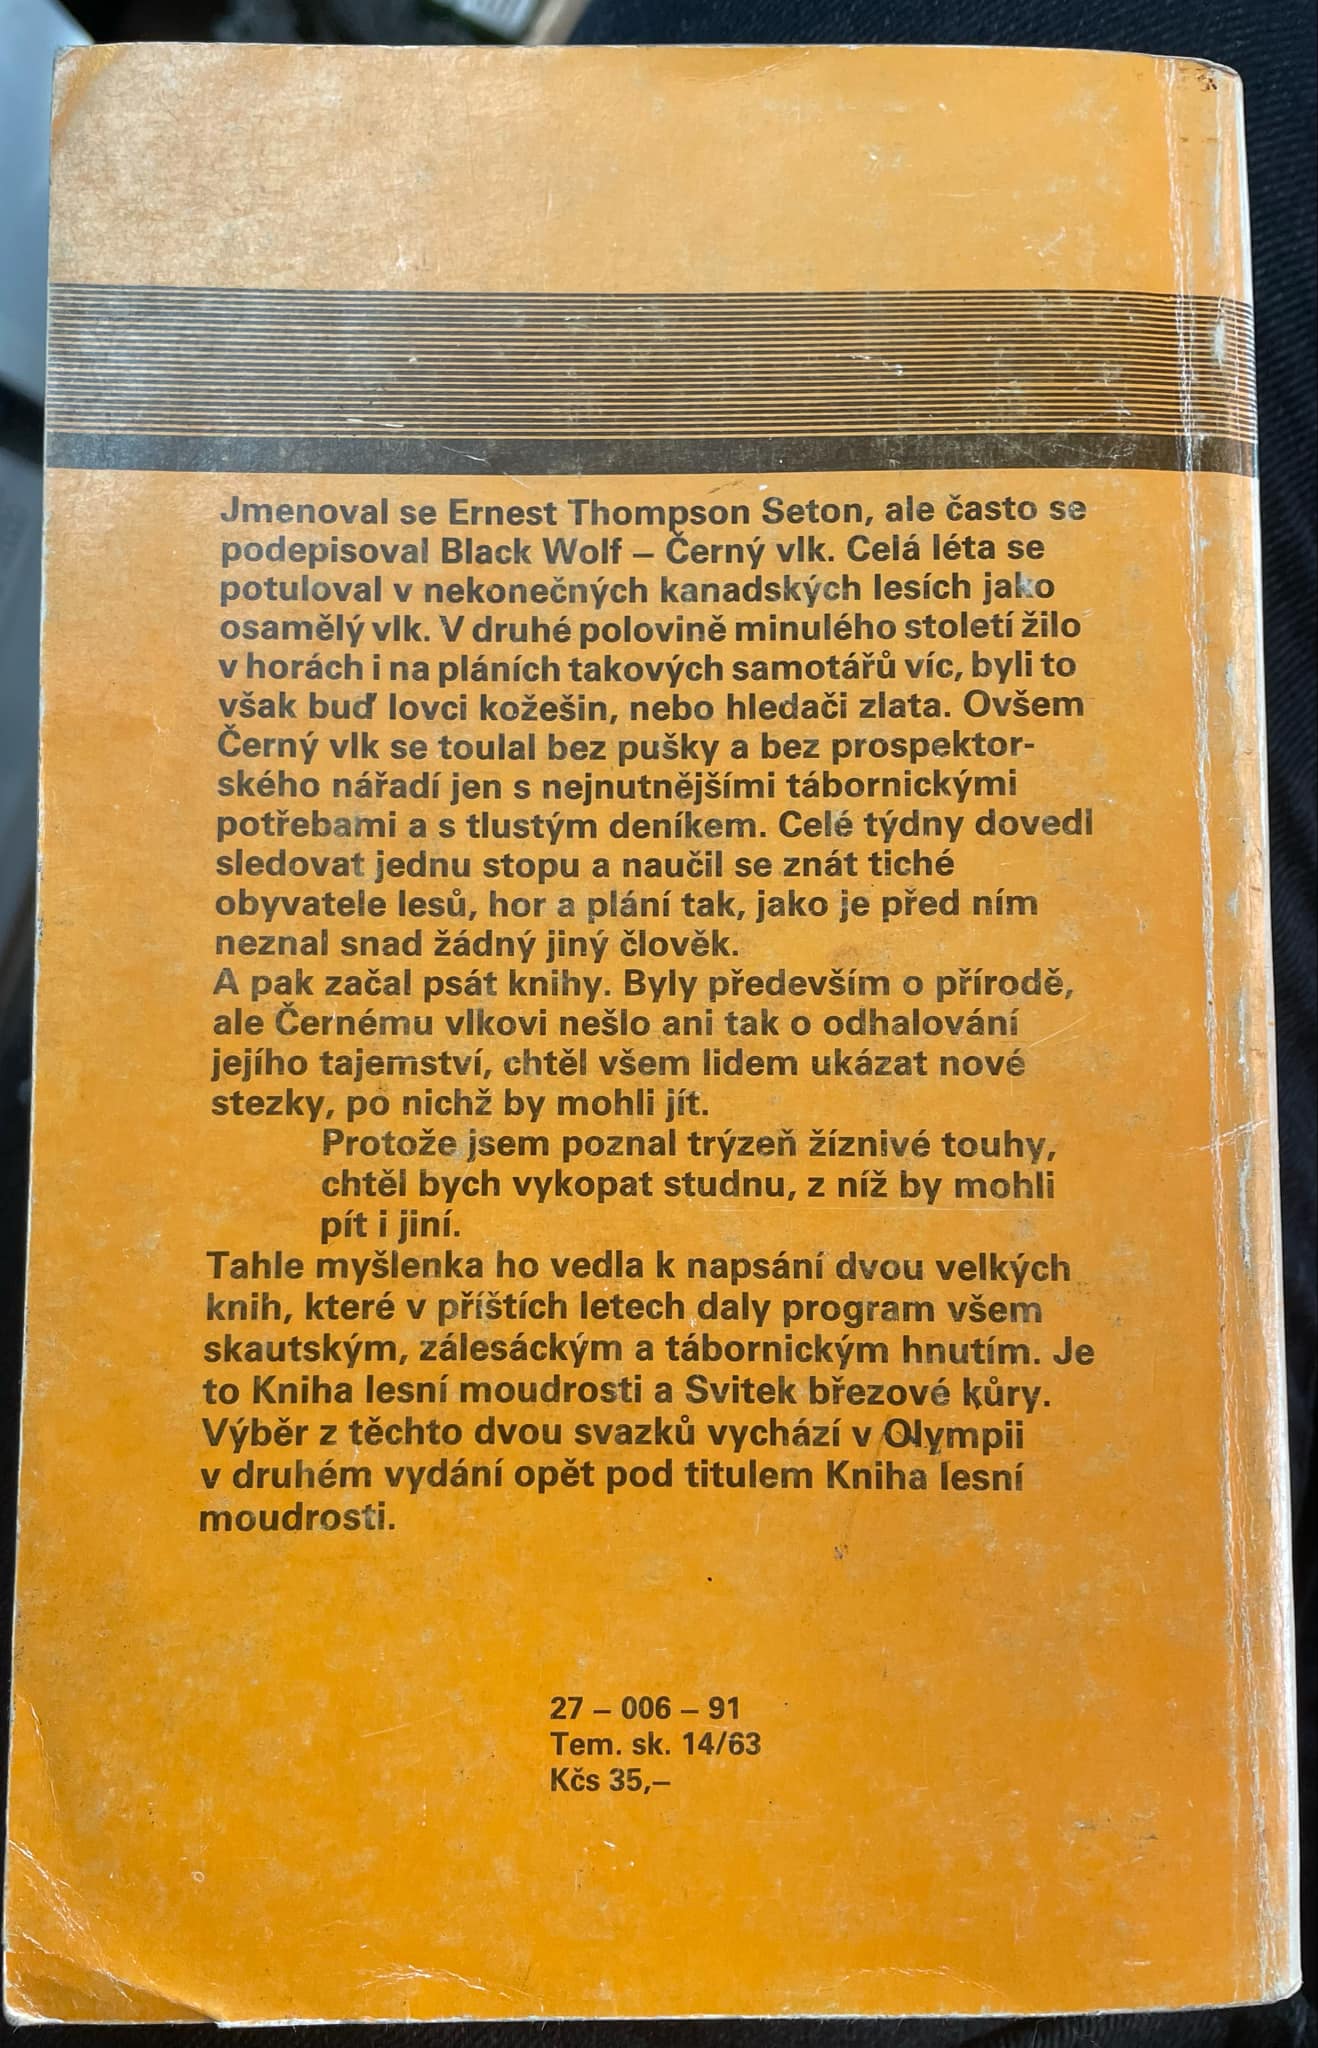 Jmenoval se Ernest Thompson Seton, ale často se
podepisoval Black Wolf – Černý vlk. Celá léta se
potuloval v nekonečných kanadských lesích jako
osamělý vlk. V druhé polovině minulého století žilo
v horách i na pláních takových samotářů víc, byli to
však buď lovci kožešin, nebo hledači zlata. Ovšem
Černý vlk se toulal bez pušky a bez prospektor-
ského nářadí jen s nejnutnějšími tábornickými
potřebami a s tlustým deníkem. Celé týdny dovedl
sledovat jednu stopu a naučil se znát tiché
obyvatele lesů, hor a plání tak, jako je před ním
neznal snad žádný jiný člověk.
A pak začal psát knihy. Byly především o přírodě,
ale Černému vlkovi nešlo ani tak o odhalování
jejího tajemství, chtěl všem lidem ukázat nové
stezky, po nichž by mohli jít.
Protože jsem poznal trýzeň žíznivé touhy,
chtěl bych vykopat studnu, z níž by mohli
pít i jiní.
Tahle myšlenka ho vedla k napsání dvou velkých
knih, které v příštích letech daly program všem
skautským, zálesáckým a tábornickým hnutím. Je
to Kniha lesní moudrosti a Svitek březové kůry.
Výběr z těchto dvou svazků vychází v Olympii
v druhém vydání opět pod titulem Kniha lesní
moudrosti.
27 – 006 – 91
Tem. sk. 14/63
Kčs 35,–